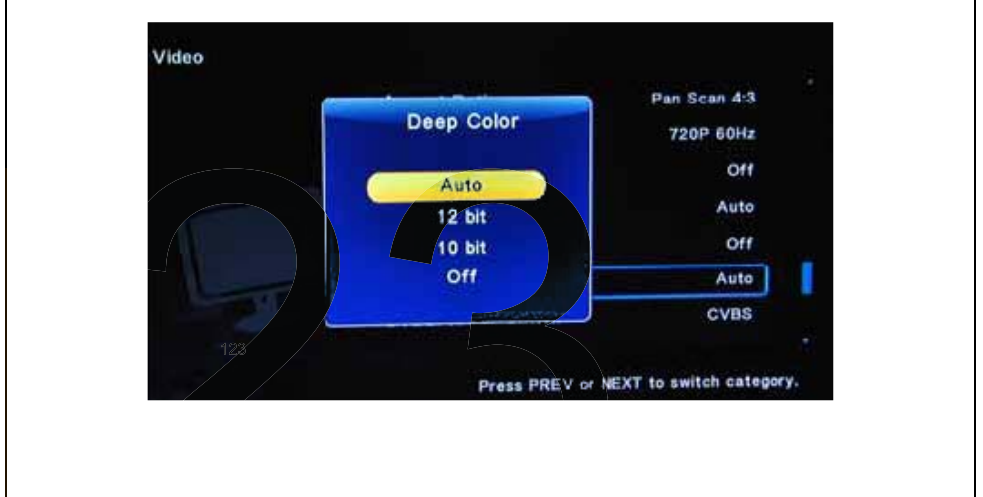 Video
Pan Scan 4:3
Deep Color
720P 60Hz
Off
Auto
Auto
12 bit
Off
10 bit
Off
Auto
CVBS
123
Press PREV or NEXT to switch category.
23